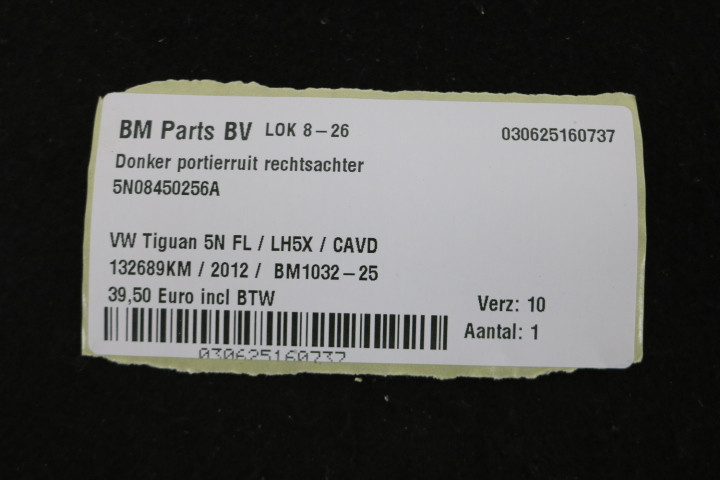 BM Parts BV LOK 8-26 030625160737
Donker portierruit rechtsachter
5N08450256A
VW Tiguan 5N FL / LH5X / CAVD
132689KM / 2012 / BM1032-25
39,50 Euro incl BTW
Verz: 10
Aantal: 1
030625160737